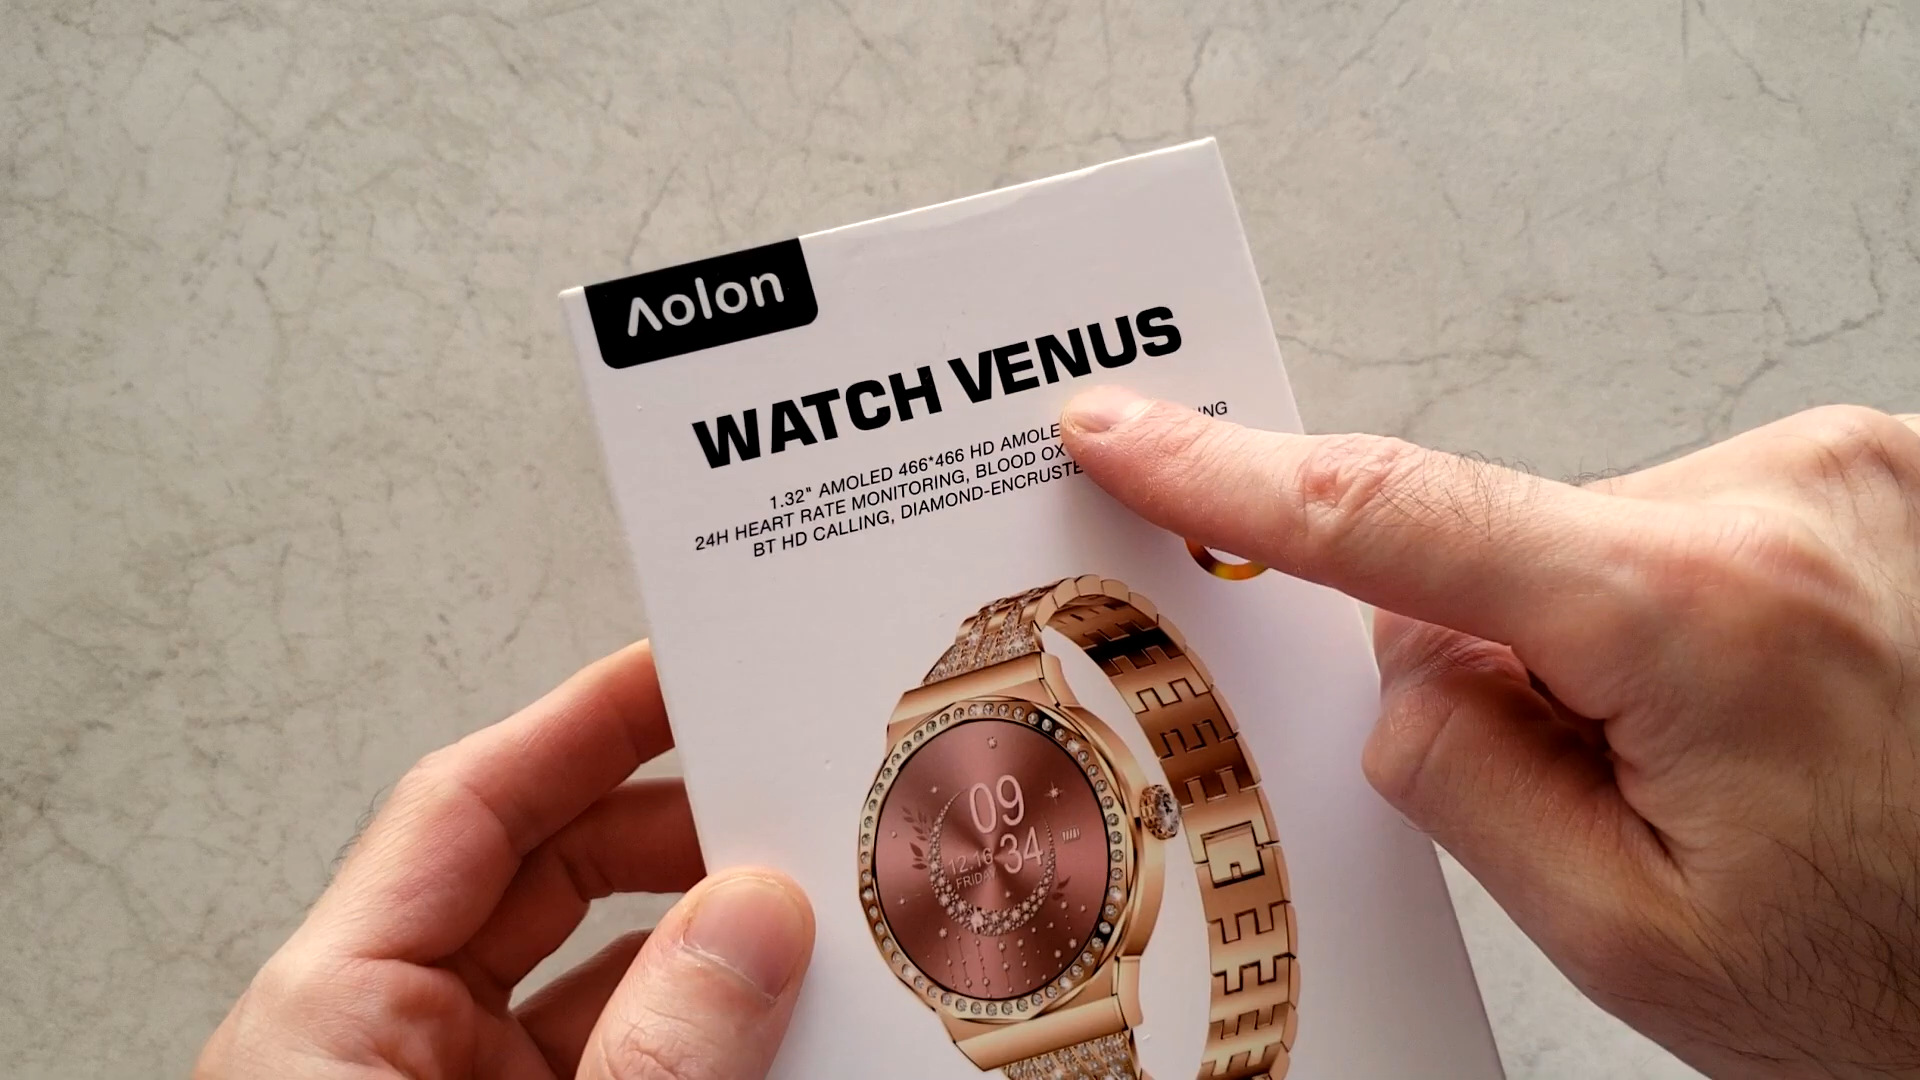 Aolon
WATCH VENUS
1.32" AMOLED 466*466 HD AMOLE
24H HEART RATE MONITORING, BLOOD OX
BT HD CALLING, DIAMOND-ENCRUSTE
09
34
12.16
FRIDAY